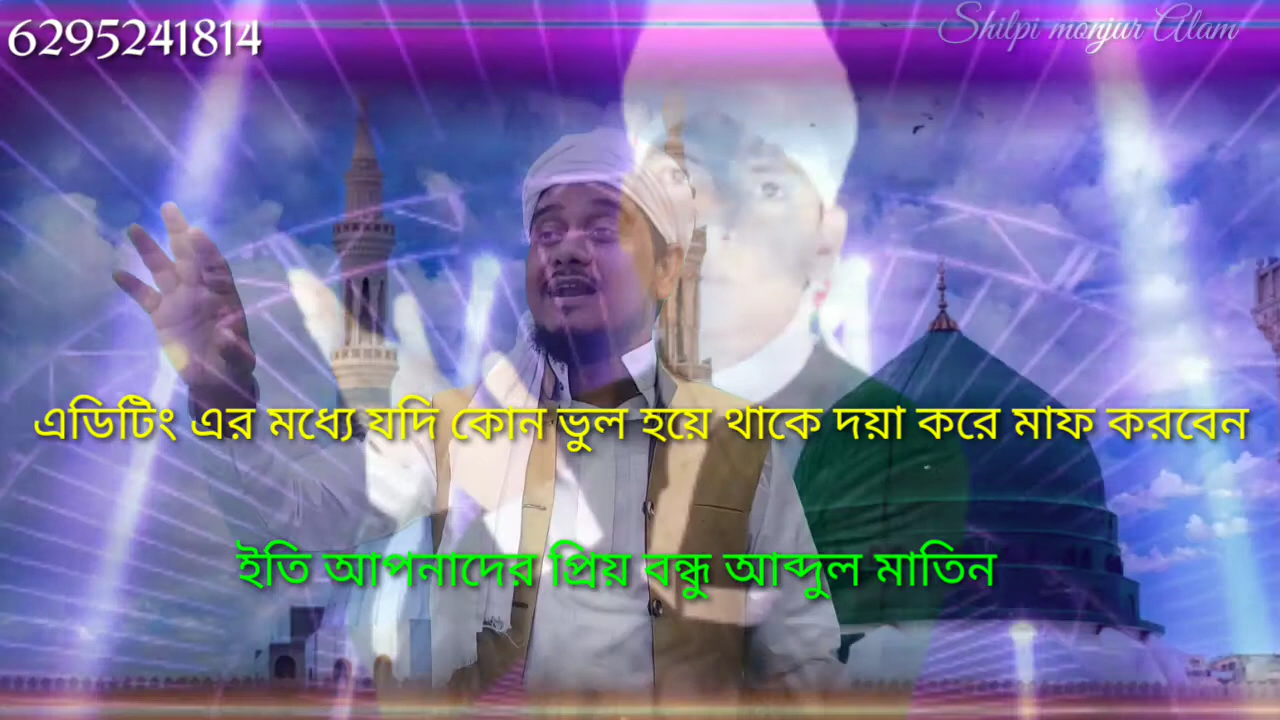 6295241814
Shilpi monjur Alam
এডিটিং এর মধ্যে যদি কোন ভুল হয়ে থাকে দয়া করে মাফ করবেন
ইতি আপনাদের প্রিয় বন্ধু আব্দুল মাতিন